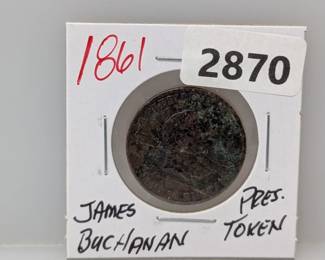 1861
2870
JAMES PRES.
BUCHANAN TOKEN